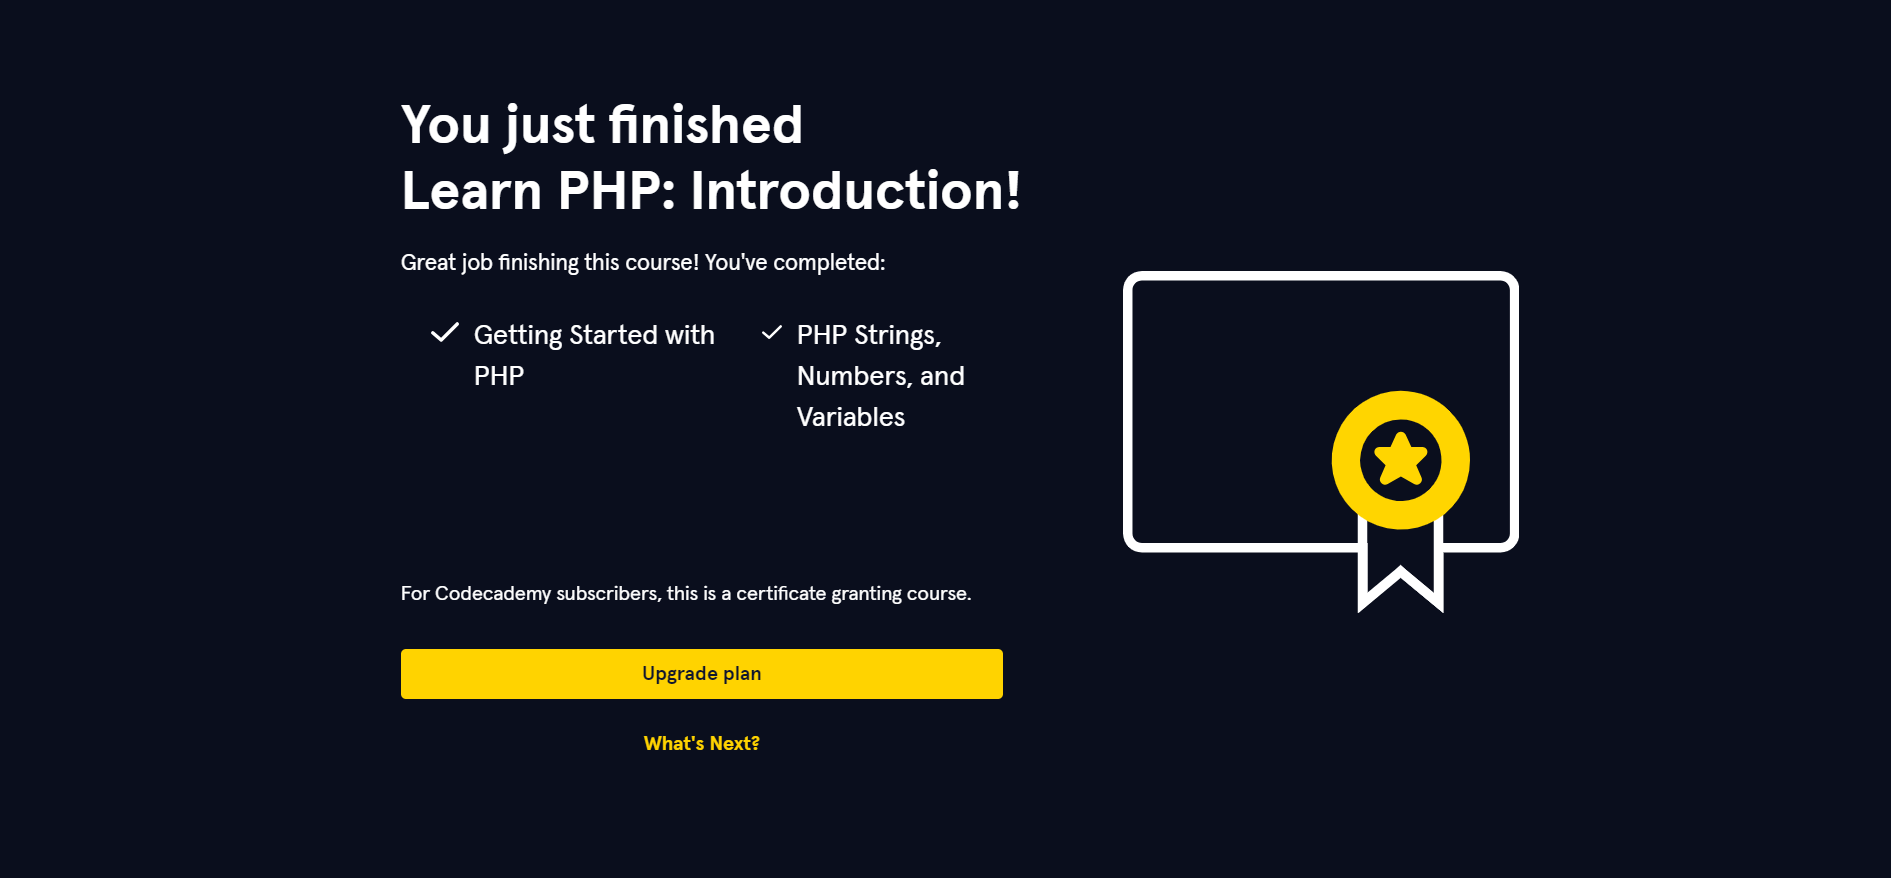 You just finished
Learn PHP: Introduction!
Great job finishing this course! You've completed:
Getting Started with
PHP
PHP Strings,
Numbers, and
Variables
For Codecademy subscribers, this is a certificate granting course.
Upgrade plan
What's Next?